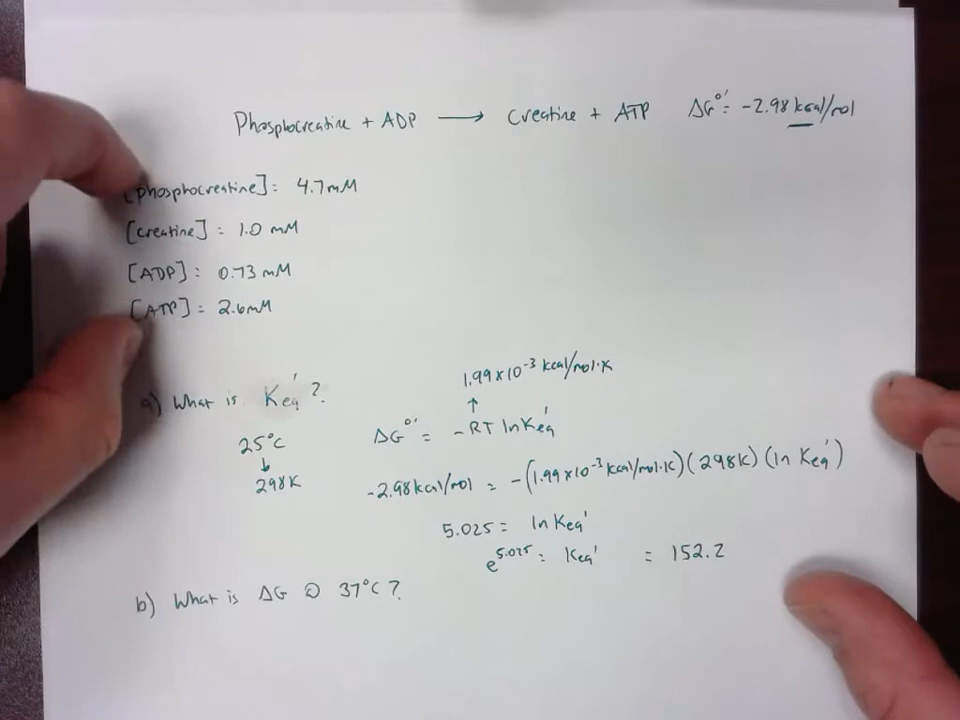 Phosphocreatine + ADP ⟶ Creatine + ATP ΔG°' = -2.98 kcal/mol
[phosphocreatine] = 4.7 mM
[creatine] = 1.0 mM
[ADP] = 0.73 mM
[ATP] = 2.6 mM
1.99 x 10⁻³ kcal/mol·K
↑
a) What is Keq'?
25°C
↓
298K
ΔG°' = -RT ln Keq'
-2.98 kcal/mol = -(1.99 x 10⁻³ kcal/mol·K)(298K)(ln Keq')
5.025 = ln Keq'
e^5.025 = Keq' = 152.2
b) What is ΔG @ 37°C?